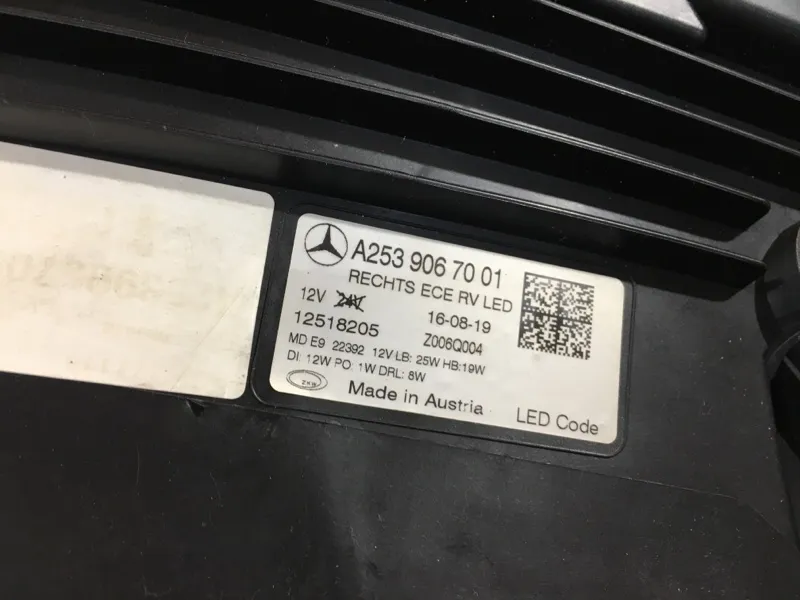 A253 906 70 01
RECHTS ECE RV LED
12V 24V 16-08-19
12518205 Z006Q004
MD E9 22392 12V LB: 25W HB:19W
DI: 12W PO: 1W DRL: 8W
ZKW Made in Austria LED Code